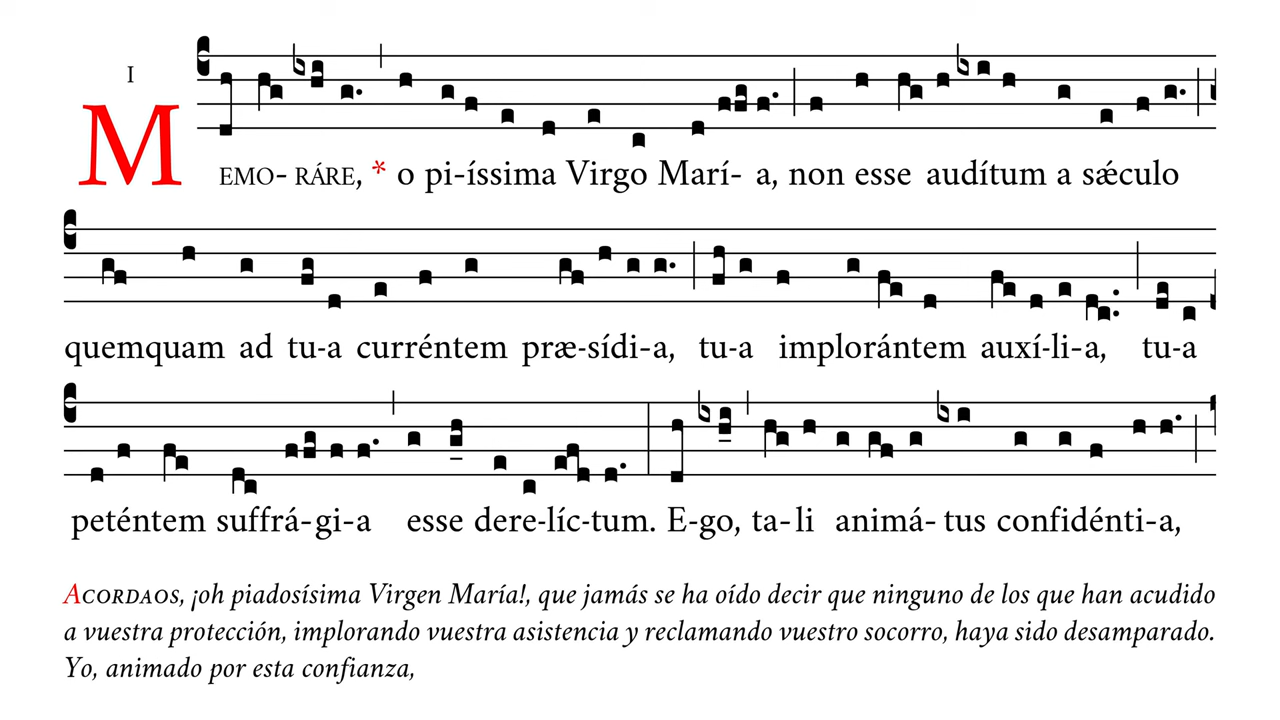 I
MEMO- RÁRE, * o pi-íssima Virgo Marí- a, non esse audítum a sǽculo
quemquam ad tu-a curréntem præ-sídi-a, tu-a implorántem auxí-li-a, tu-a
peténtem suffrá-gi-a esse dere-líc-tum. E-go, ta-li animá- tus confidénti-a,
ACORDAOS, ¡oh piadosísima Virgen María!, que jamás se ha oído decir que ninguno de los que han acudido
a vuestra protección, implorando vuestra asistencia y reclamando vuestro socorro, haya sido desamparado.
Yo, animado por esta confianza,